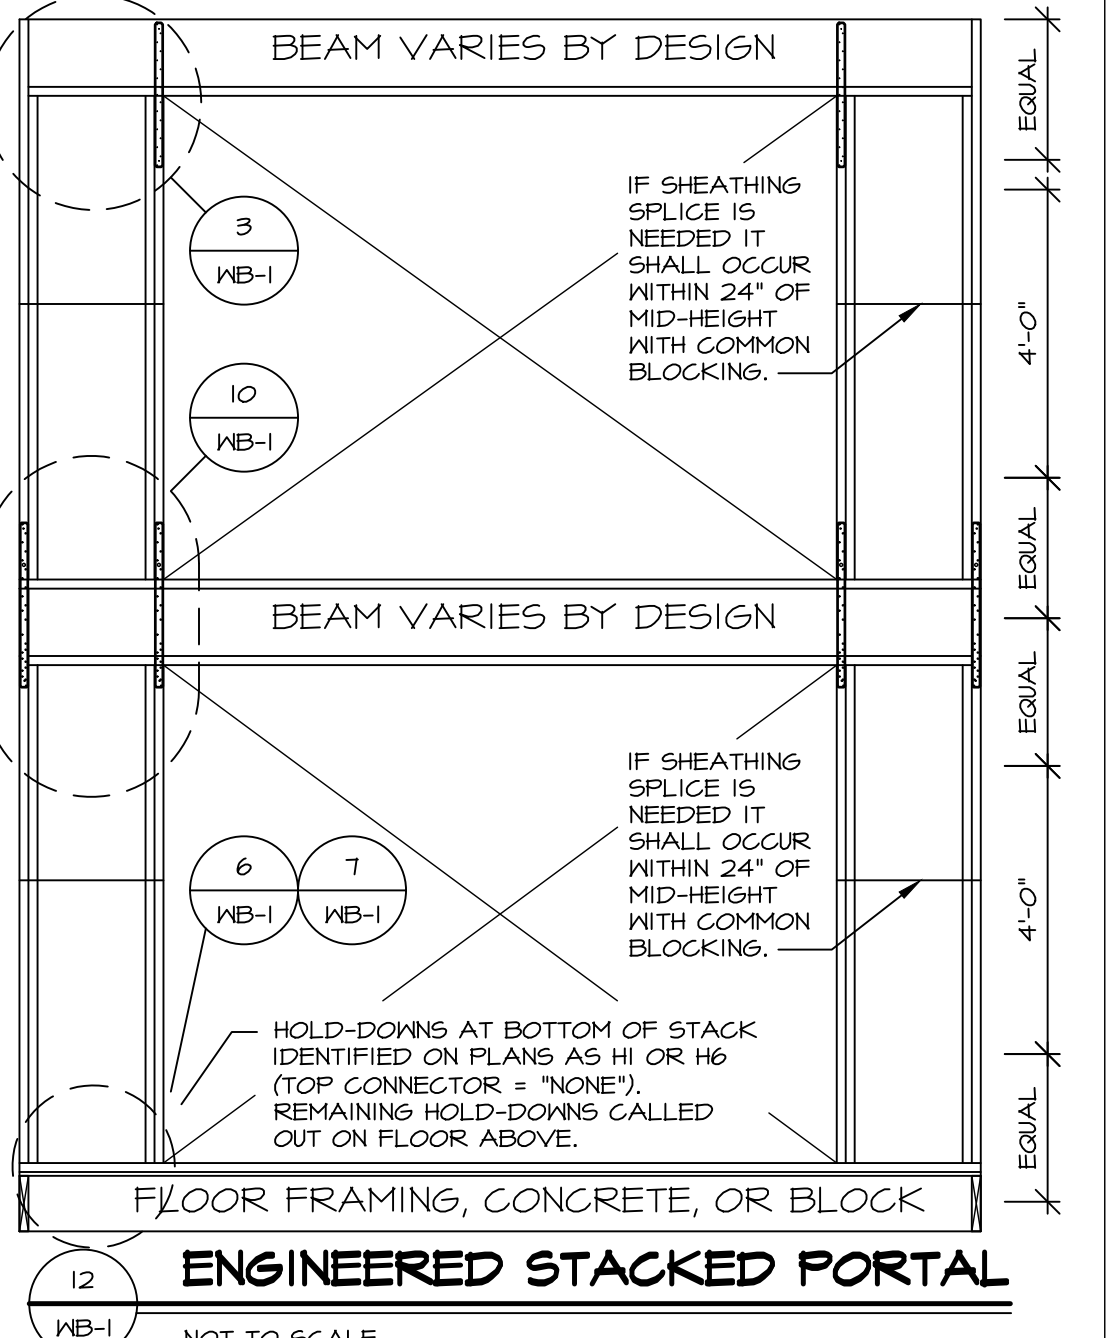 BEAM VARIES BY DESIGN
EQUAL
IF SHEATHING
SPLICE IS
NEEDED IT
SHALL OCCUR
WITHIN 24" OF
MID-HEIGHT
WITH COMMON
BLOCKING.
3
WB-1
4'-0"
10
WB-1
EQUAL
BEAM VARIES BY DESIGN
EQUAL
IF SHEATHING
SPLICE IS
NEEDED IT
SHALL OCCUR
WITHIN 24" OF
MID-HEIGHT
WITH COMMON
BLOCKING.
6
WB-1
7
WB-1
4'-0"
HOLD-DOWNS AT BOTTOM OF STACK
IDENTIFIED ON PLANS AS H1 OR H6
(TOP CONNECTOR = "NONE").
REMAINING HOLD-DOWNS CALLED
OUT ON FLOOR ABOVE.
EQUAL
FLOOR FRAMING, CONCRETE, OR BLOCK
12
WB-1
ENGINEERED STACKED PORTAL
NOT TO SCALE